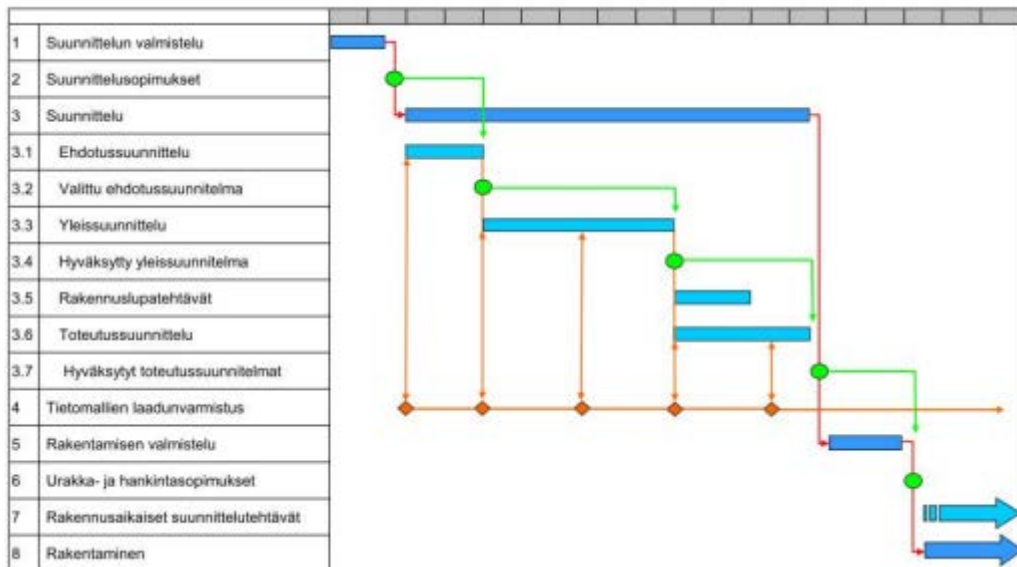 1 Suunnittelun valmistelu
2 Suunnittelusopimukset
3 Suunnittelu
3.1 Ehdotussuunnittelu
3.2 Valittu ehdotussuunnitelma
3.3 Yleissuunnittelu
3.4 Hyväksytty yleissuunnitelma
3.5 Rakennuslupatehtävät
3.6 Toteutussuunnittelu
3.7 Hyväksytyt toteutussuunnitelmat
4 Tietomallien laadunvarmistus
5 Rakentamisen valmistelu
6 Urakka- ja hankintasopimukset
7 Rakennusaikaiset suunnittelutehtävät
8 Rakentaminen